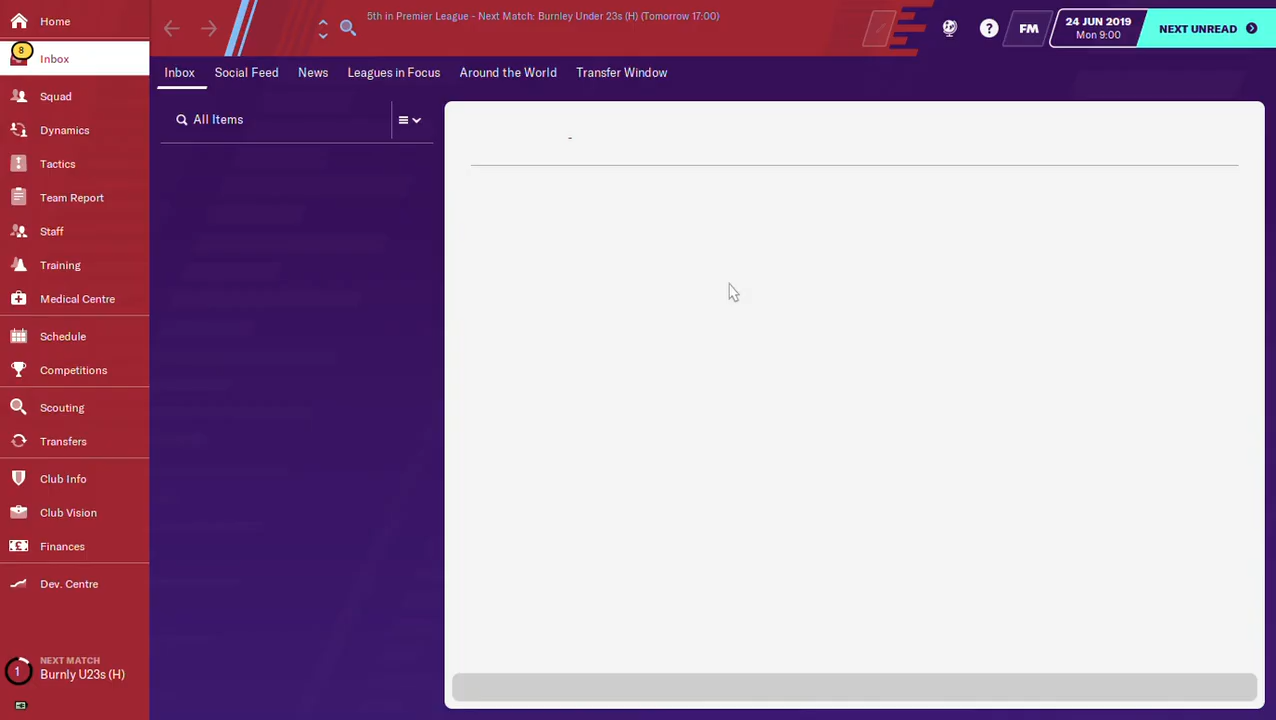 Home
5th in Premier League - Next Match: Burnley Under 23s (H) (Tomorrow 17:00)
?
FM
24 JUN 2019
Mon 9:00
NEXT UNREAD
8
Inbox
Inbox
Social Feed
News
Leagues in Focus
Around the World
Transfer Window
Squad
Dynamics
Tactics
Team Report
Staff
Training
Medical Centre
Schedule
Competitions
Scouting
Transfers
Club Info
Club Vision
Finances
Dev. Centre
All Items
-
1
NEXT MATCH
Burnly U23s (H)